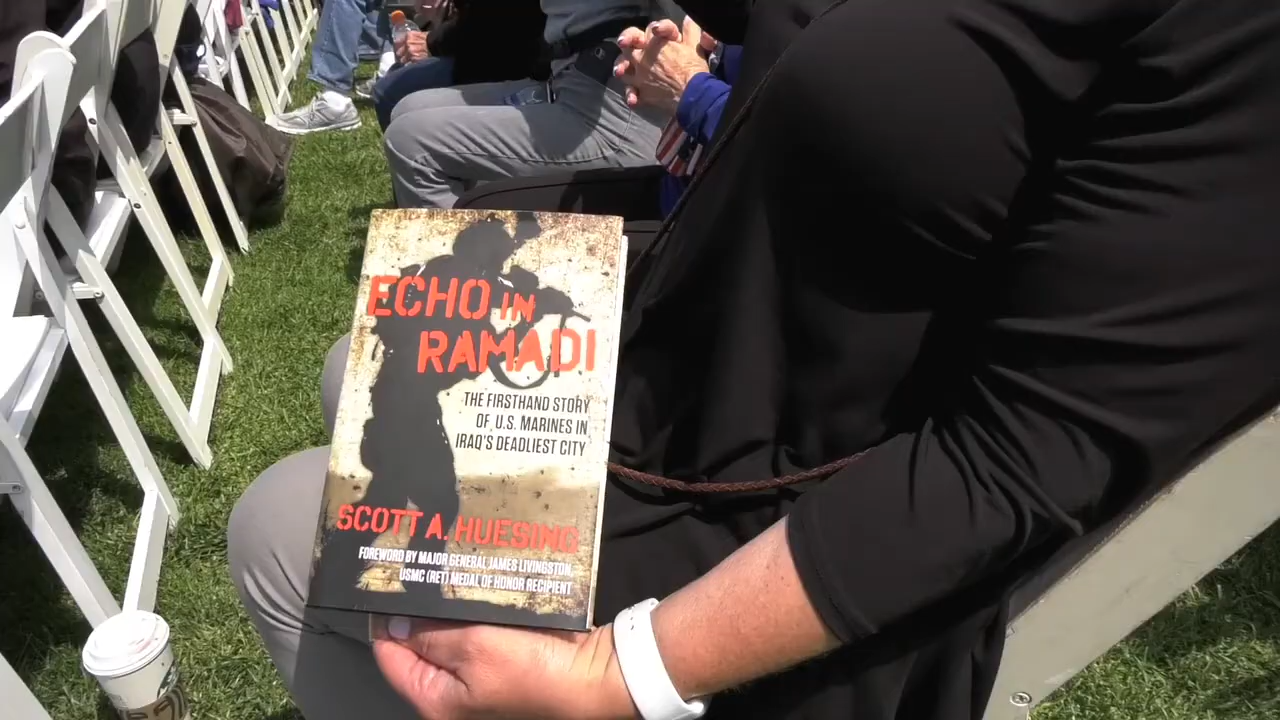 ECHO IN
RAMADI
THE FIRSTHAND STORY
OF U.S. MARINES IN
IRAQ'S DEADLIEST CITY
SCOTT A. HUESING
FOREWORD BY MAJOR GENERAL JAMES LIVINGSTON,
USMC (RET) MEDAL OF HONOR RECIPIENT